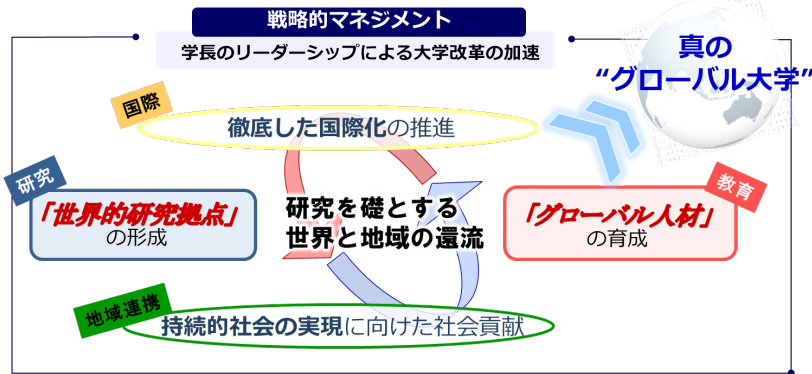 戦略的マネジメント
学長のリーダーシップによる大学改革の加速
真の
“グローバル大学”
国際
徹底した国際化の推進
研究
「世界的研究拠点」
の形成
研究を礎とする
世界と地域の還流
教育
「グローバル人材」
の育成
地域連携
持続的社会の実現に向けた社会貢献